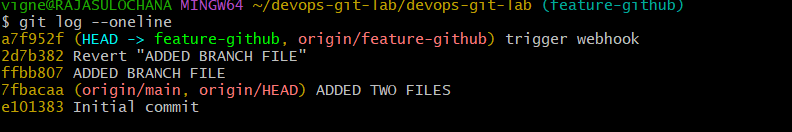 vigne@RAJASULOCHANA MINGW64 ~/devops-git-lab/devops-git-lab (feature-github)
$ git log --oneline
a7f952f (HEAD -> feature-github, origin/feature-github) trigger webhook
2d7b382 Revert "ADDED BRANCH FILE"
ffbb807 ADDED BRANCH FILE
7fbacaa (origin/main, origin/HEAD) ADDED TWO FILES
e101383 Initial commit